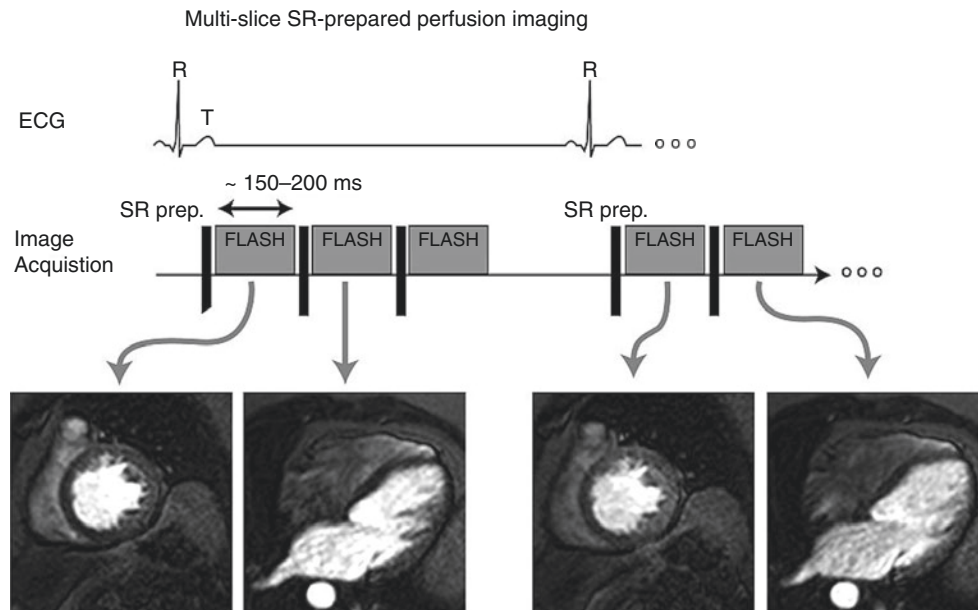 Multi-slice SR-prepared perfusion imaging
R
R
ECG
T
o o o
~ 150–200 ms
SR prep.
SR prep.
Image
Acquistion
FLASH
FLASH
FLASH
FLASH
FLASH
o o o